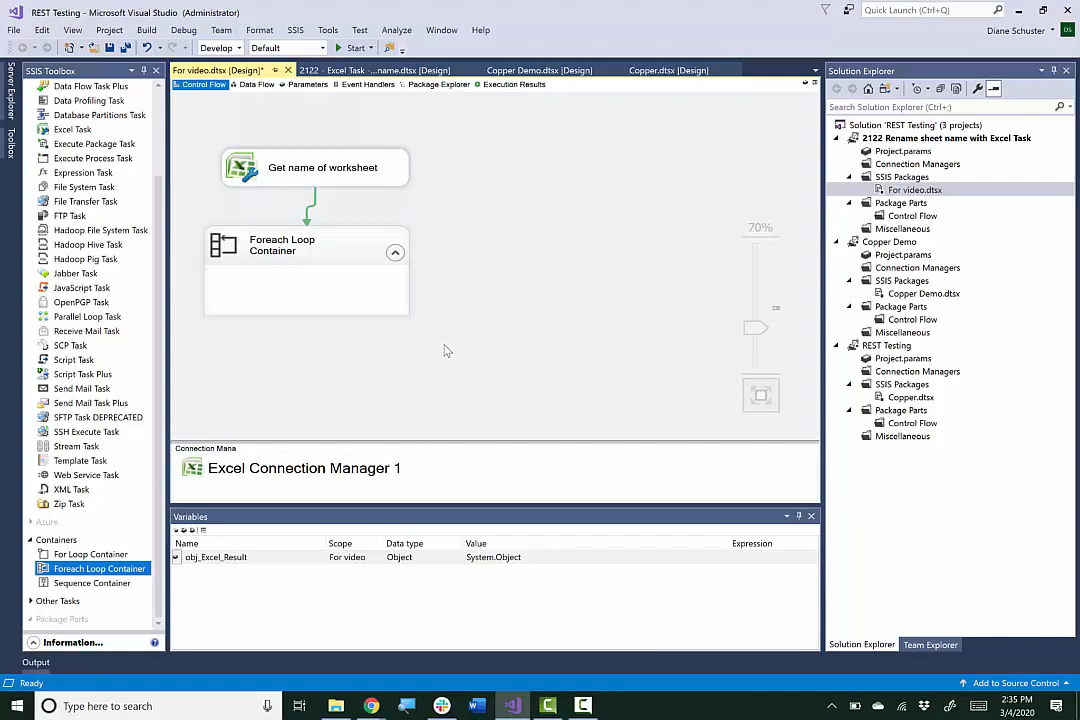 REST Testing - Microsoft Visual Studio (Administrator)
Quick Launch (Ctrl+Q)
File Edit View Project Build Debug Team Format SSIS Tools Test Analyze Window Help
Diane Schuster
DS
Develop Default Start
Server Explorer
Toolbox
SSIS Toolbox
Data Flow Task Plus
Data Profiling Task
Database Partitions Task
Excel Task
Execute Package Task
Execute Process Task
Expression Task
File System Task
File Transfer Task
FTP Task
Hadoop File System Task
Hadoop Hive Task
Hadoop Pig Task
Jabber Task
JavaScript Task
OpenPGP Task
Parallel Loop Task
Receive Mail Task
SCP Task
Script Task
Script Task Plus
Send Mail Task
Send Mail Task Plus
SFTP Task DEPRECATED
SSH Execute Task
Stream Task
Template Task
Web Service Task
XML Task
Zip Task
Azure
Containers
For Loop Container
Foreach Loop Container
Sequence Container
Other Tasks
Package Parts
Information...
For video.dtsx [Design]* 2122 - Excel Task -...name.dtsx [Design] Copper Demo.dtsx [Design] Copper.dtsx [Design]
Control Flow Data Flow Parameters Event Handlers Package Explorer Execution Results
Get name of worksheet
Foreach Loop
Container
70%
Connection Mana
Excel Connection Manager 1
Variables
Name Scope Data type Value Expression
obj_Excel_Result For video Object System.Object
Solution Explorer
Search Solution Explorer (Ctrl+;)
Solution 'REST Testing' (3 projects)
2122 Rename sheet name with Excel Task
Project.params
Connection Managers
SSIS Packages
For video.dtsx
Package Parts
Control Flow
Miscellaneous
Copper Demo
Project.params
Connection Managers
SSIS Packages
Copper Demo.dtsx
Package Parts
Control Flow
Miscellaneous
REST Testing
Project.params
Connection Managers
SSIS Packages
Copper.dtsx
Package Parts
Control Flow
Miscellaneous
Solution Explorer Team Explorer
Output
Ready
Add to Source Control
Type here to search
2:35 PM
3/4/2020